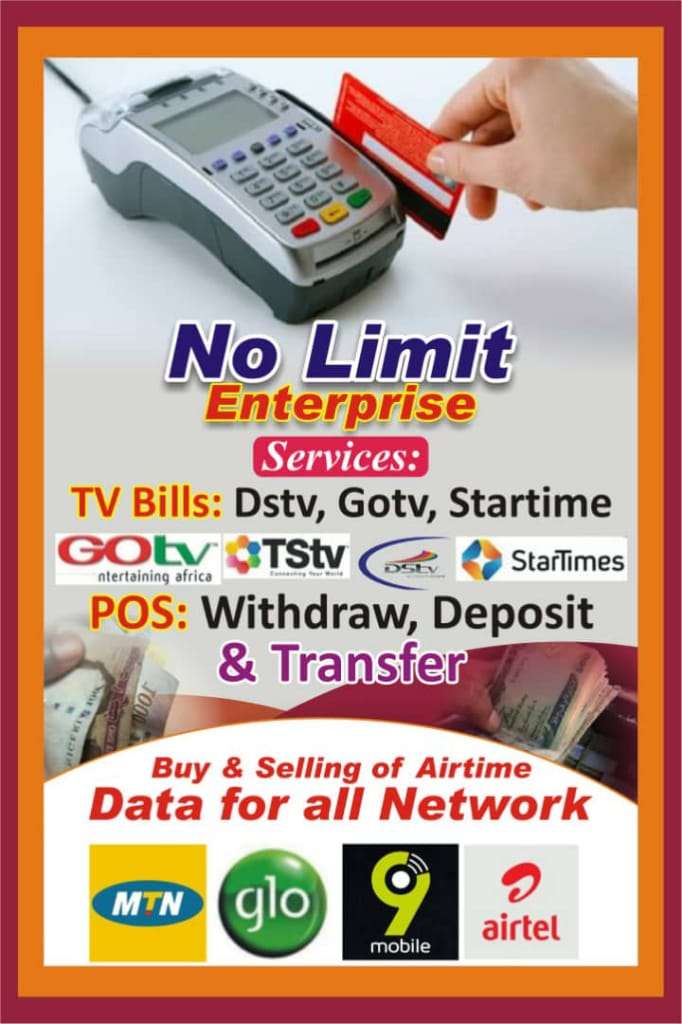 No Limit
Enterprise
Services:
TV Bills: Dstv, Gotv, Startime
GOtv
ntertaining africa
TStv
Connecting Your World
DStv
StarTimes
POS: Withdraw, Deposit
& Transfer
1000
Buy & Selling of Airtime
Data for all Network
MTN
glo
9
mobile
airtel